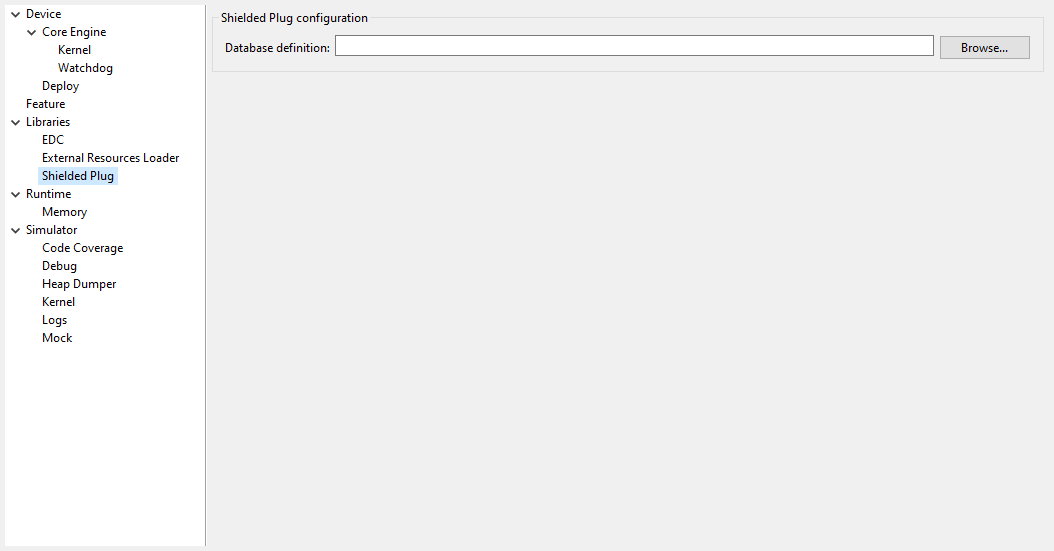 Device
Core Engine
Kernel
Watchdog
Deploy
Feature
Libraries
EDC
External Resources Loader
Shielded Plug
Runtime
Memory
Simulator
Code Coverage
Debug
Heap Dumper
Kernel
Logs
Mock
Shielded Plug configuration
Database definition:
Browse...